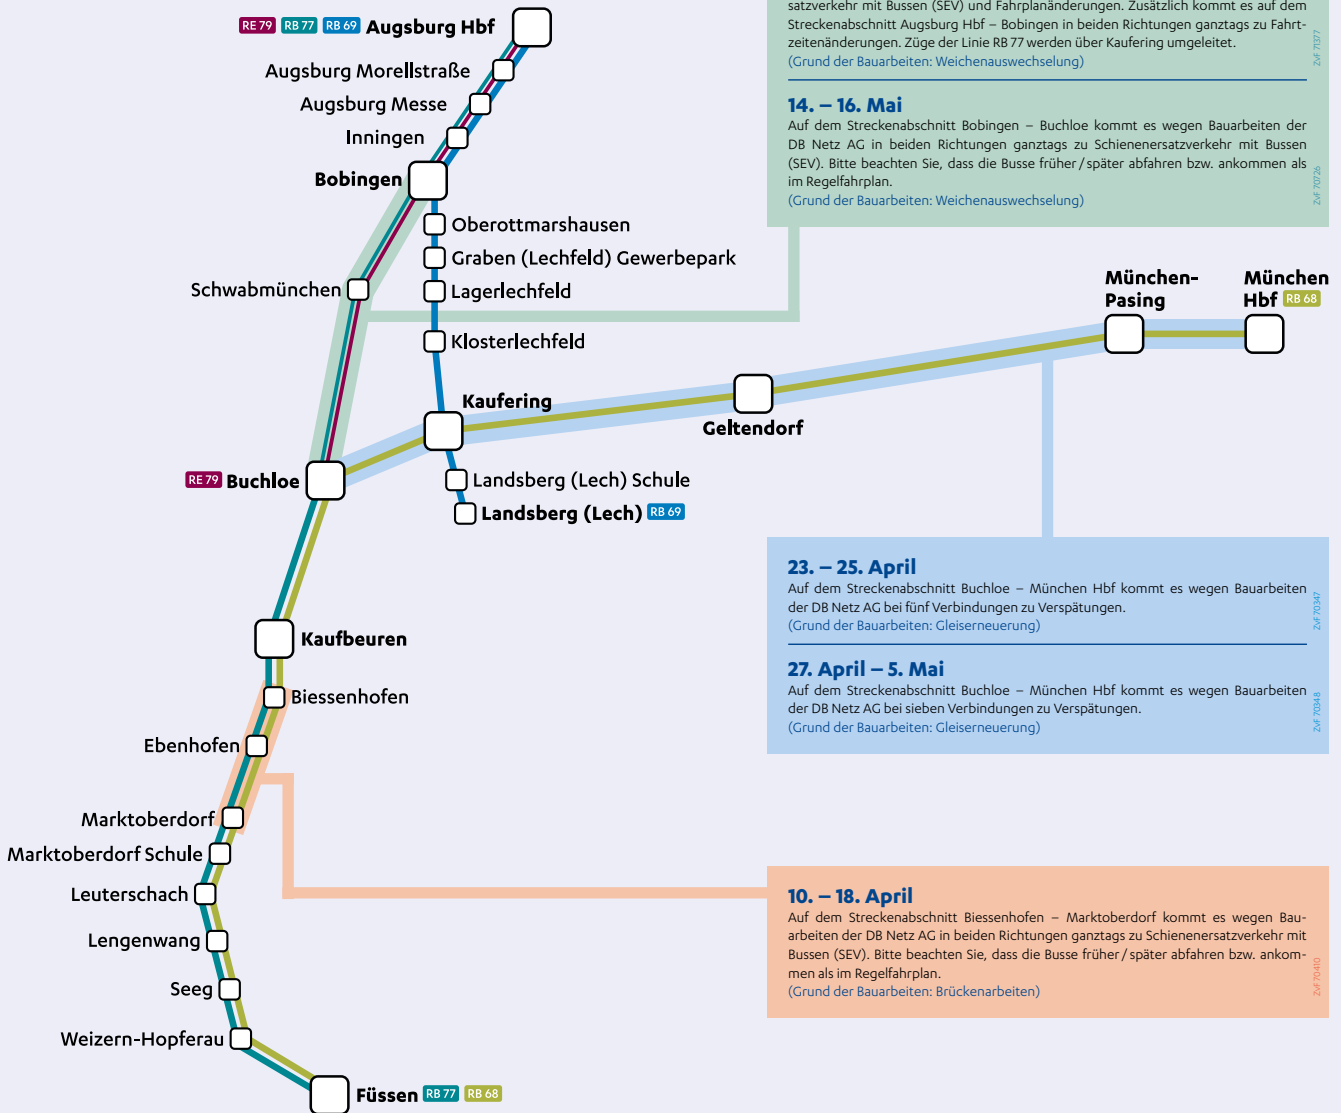 RE 79 RB 77 RB 69 Augsburg Hbf
Augsburg Morellstraße
Augsburg Messe
Inningen
Bobingen
Oberottmarshausen
Graben (Lechfeld) Gewerbepark
Schwabmünchen
Lagerlechfeld
Klosterlechfeld
Kaufering
Geltendorf
München-
Pasing
München
Hbf RB 68
RE 79 Buchloe
Landsberg (Lech) Schule
Landsberg (Lech) RB 69
Kaufbeuren
Biessenhofen
Ebenhofen
Marktoberdorf
Marktoberdorf Schule
Leuterschach
Lengenwang
Seeg
Weizern-Hopferau
Füssen RB 77 RB 68
satzverkehr mit Bussen (SEV) und Fahrplanänderungen. Zusätzlich kommt es auf dem
Streckenabschnitt Augsburg Hbf – Bobingen in beiden Richtungen ganztags zu Fahrt-
zeitenänderungen. Züge der Linie RB 77 werden über Kaufering umgeleitet.
(Grund der Bauarbeiten: Weichenauswechselung)
ZvF 71377
14. – 16. Mai
Auf dem Streckenabschnitt Bobingen – Buchloe kommt es wegen Bauarbeiten der
DB Netz AG in beiden Richtungen ganztags zu Schienenersatzverkehr mit Bussen
(SEV). Bitte beachten Sie, dass die Busse früher / später abfahren bzw. ankommen als
im Regelfahrplan.
(Grund der Bauarbeiten: Weichenauswechselung)
ZvF 70726
23. – 25. April
Auf dem Streckenabschnitt Buchloe – München Hbf kommt es wegen Bauarbeiten
der DB Netz AG bei fünf Verbindungen zu Verspätungen.
(Grund der Bauarbeiten: Gleiserneuerung)
ZvF 70347
27. April – 5. Mai
Auf dem Streckenabschnitt Buchloe – München Hbf kommt es wegen Bauarbeiten
der DB Netz AG bei sieben Verbindungen zu Verspätungen.
(Grund der Bauarbeiten: Gleiserneuerung)
ZvF 70348
10. – 18. April
Auf dem Streckenabschnitt Biessenhofen – Marktoberdorf kommt es wegen Bau-
arbeiten der DB Netz AG in beiden Richtungen ganztags zu Schienenersatzverkehr mit
Bussen (SEV). Bitte beachten Sie, dass die Busse früher / später abfahren bzw. ankom-
men als im Regelfahrplan.
(Grund der Bauarbeiten: Brückenarbeiten)
ZvF 70410